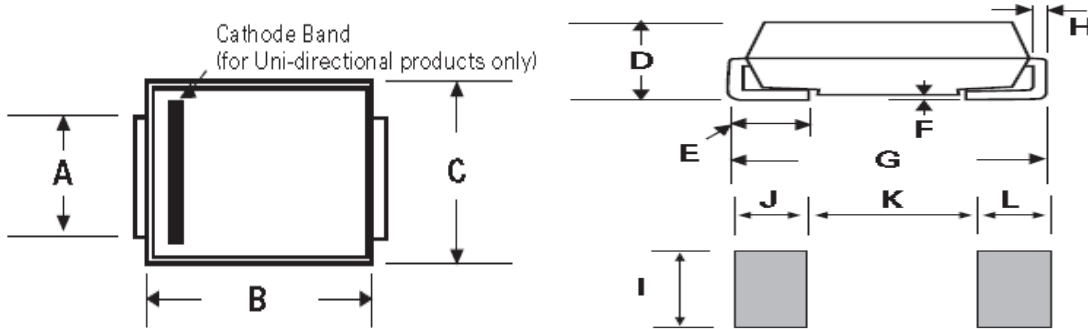 Cathode Band
(for Uni-directional products only)
A
C
B
D
H
E
F
G
J
K
L
I